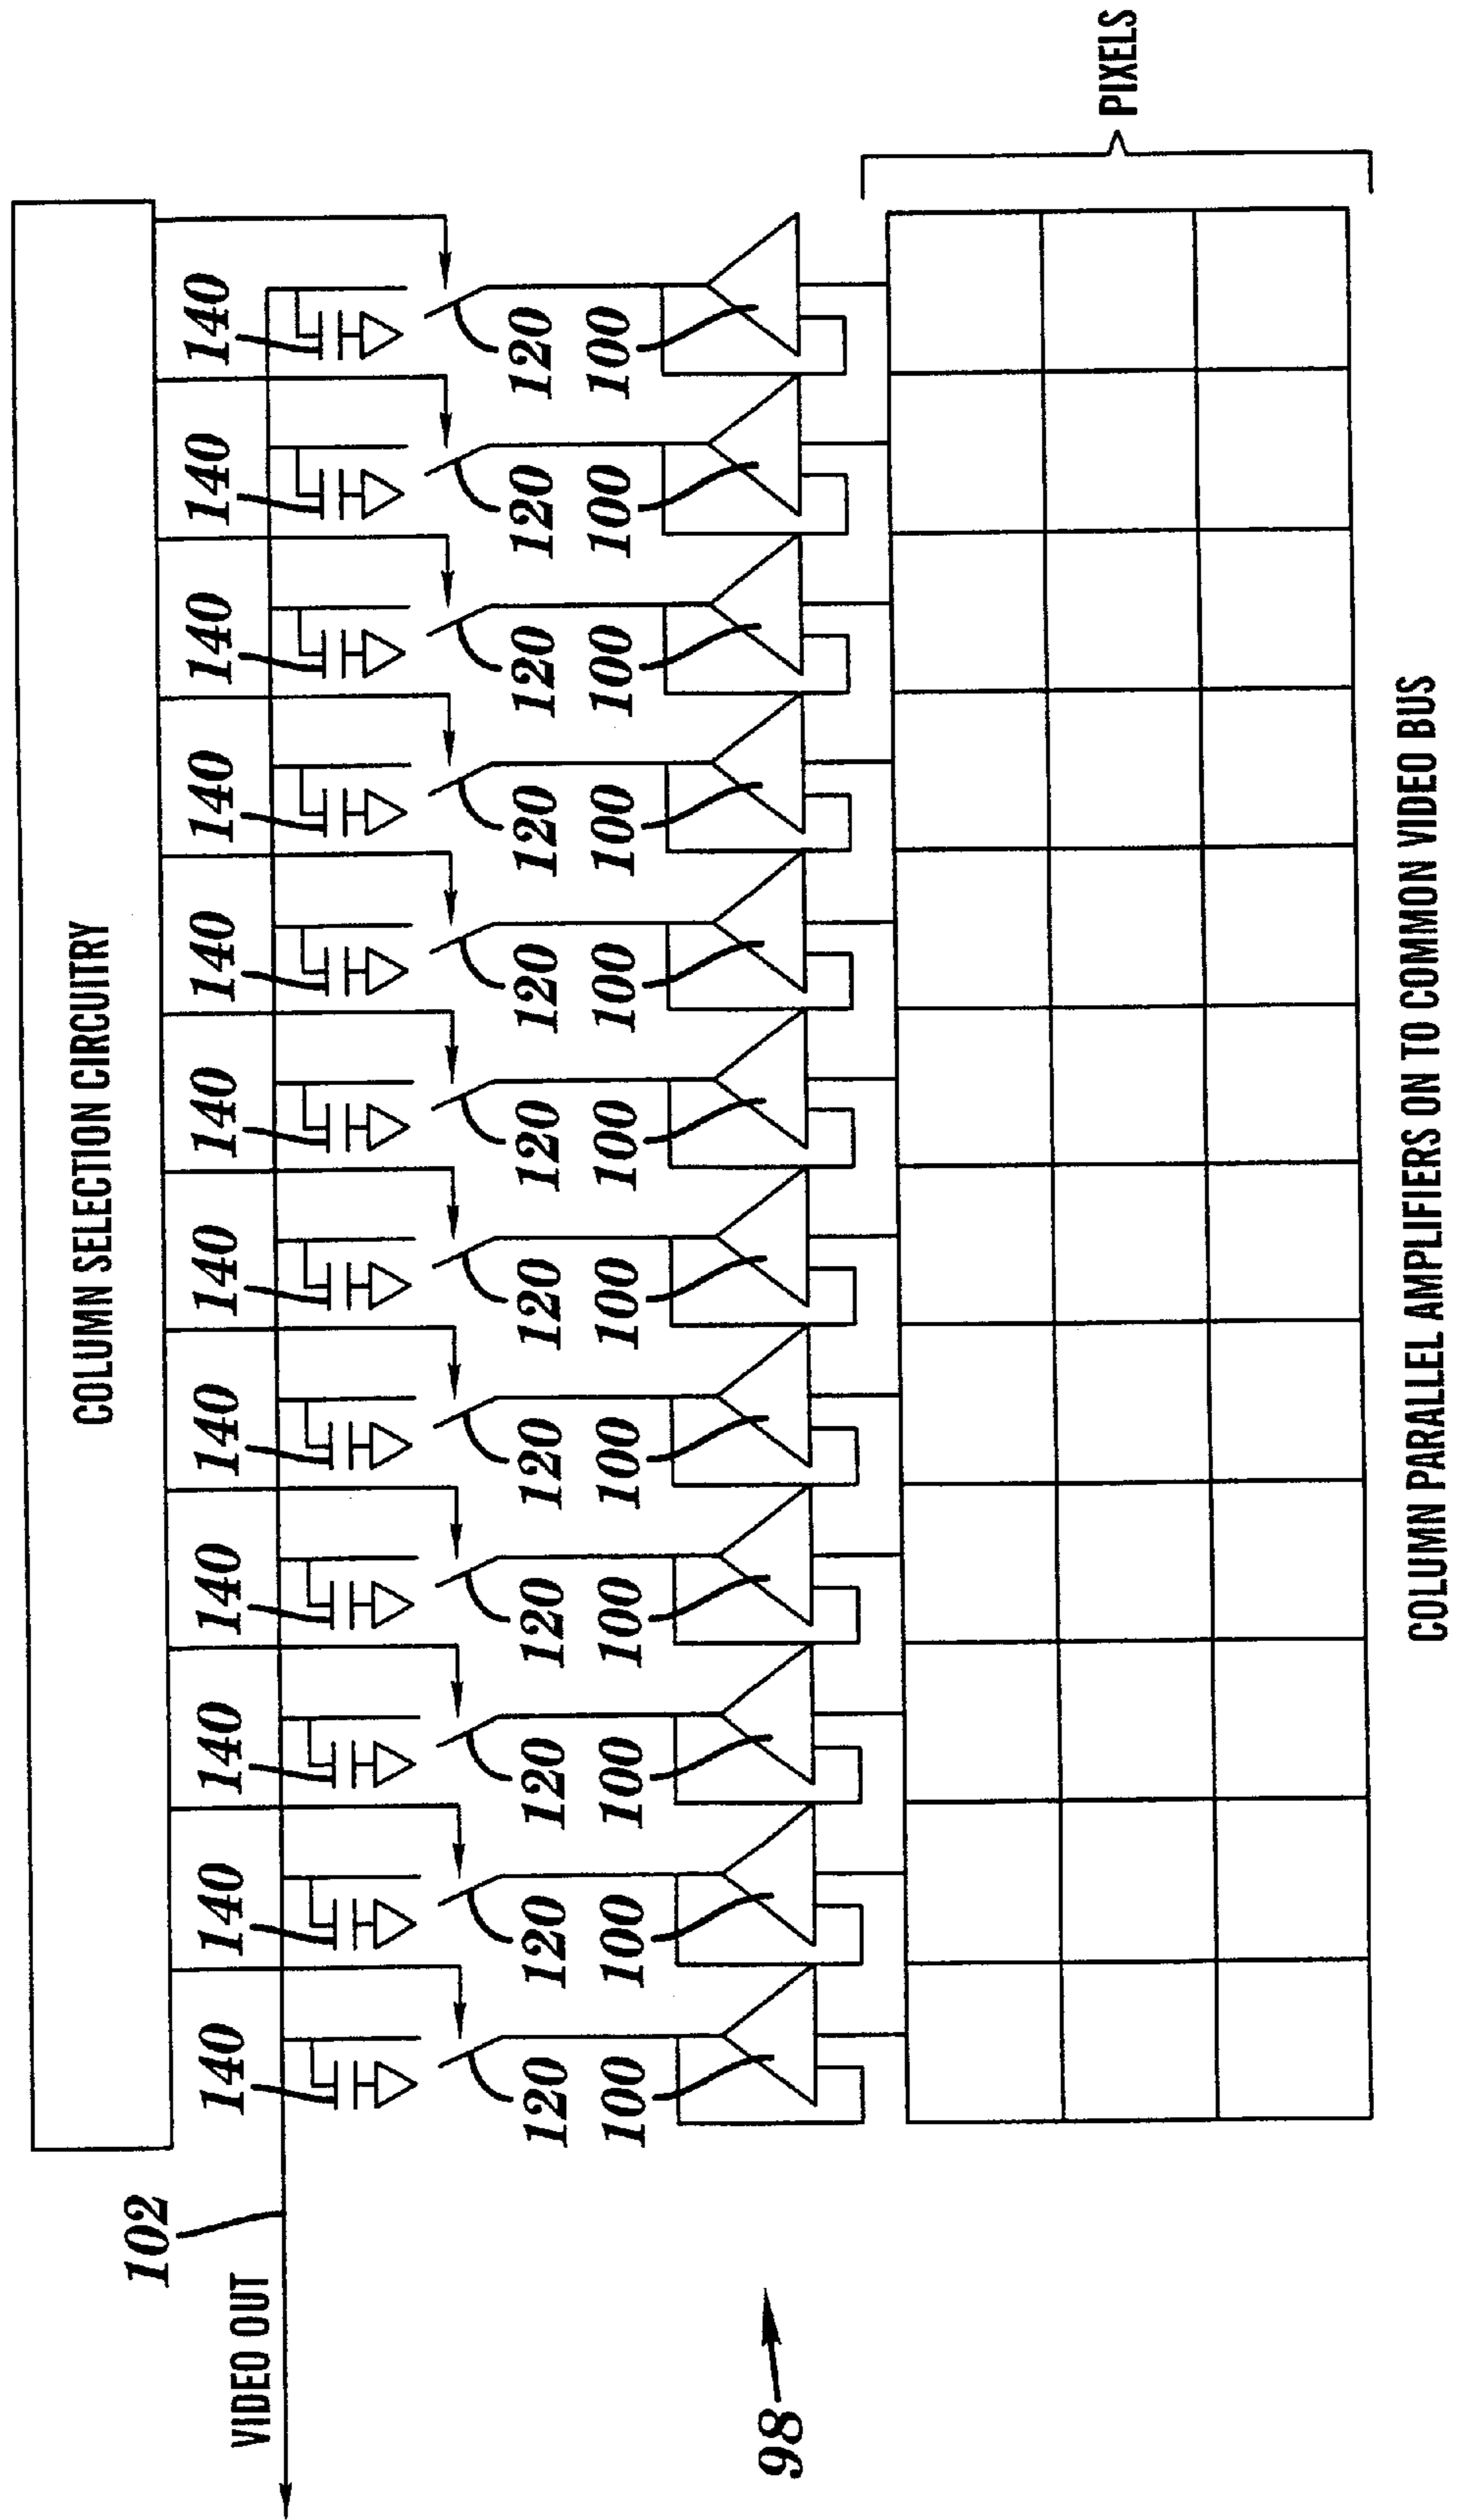 COLUMN SELECTION CIRCUITRY
102
140 140 140 140 140 140 140 140 140 140 140 140
VIDEO OUT
120 120 120 120 120 120 120 120 120 120 120 120
100 100 100 100 100 100 100 100 100 100 100 100
98
PIXELS
COLUMN PARALLEL AMPLIFIERS ON TO COMMON VIDEO BUS